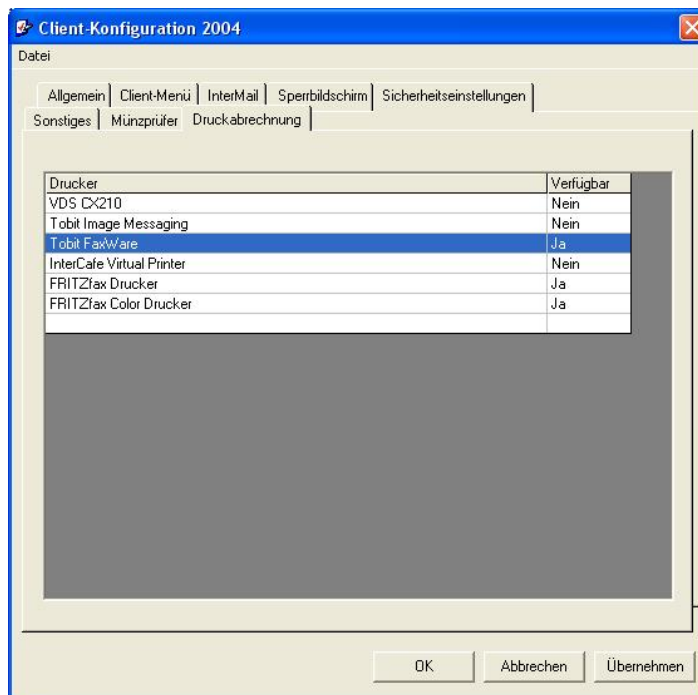 Client-Konfiguration 2004
Datei
Allgemein Client-Menü InterMail Sperrbildschirm Sicherheitseinstellungen
Sonstiges Münzprüfer Druckabrechnung
Drucker Verfügbar
VDS CX210 Nein
Tobit Image Messaging Nein
Tobit FaxWare Ja
InterCafe Virtual Printer Nein
FRITZfax Drucker Ja
FRITZfax Color Drucker Ja
OK Abbrechen Übernehmen